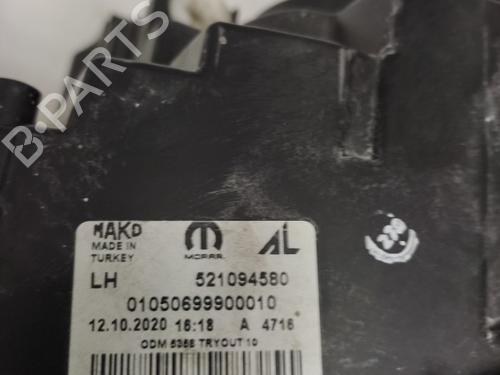 B-PARTS
MAKO
MADE IN
TURKEY
MOPAR
AL
LH 521094580
01050699900010
12.10.2020 16:18 A 4716
ODM 5358 TRYOUT 10